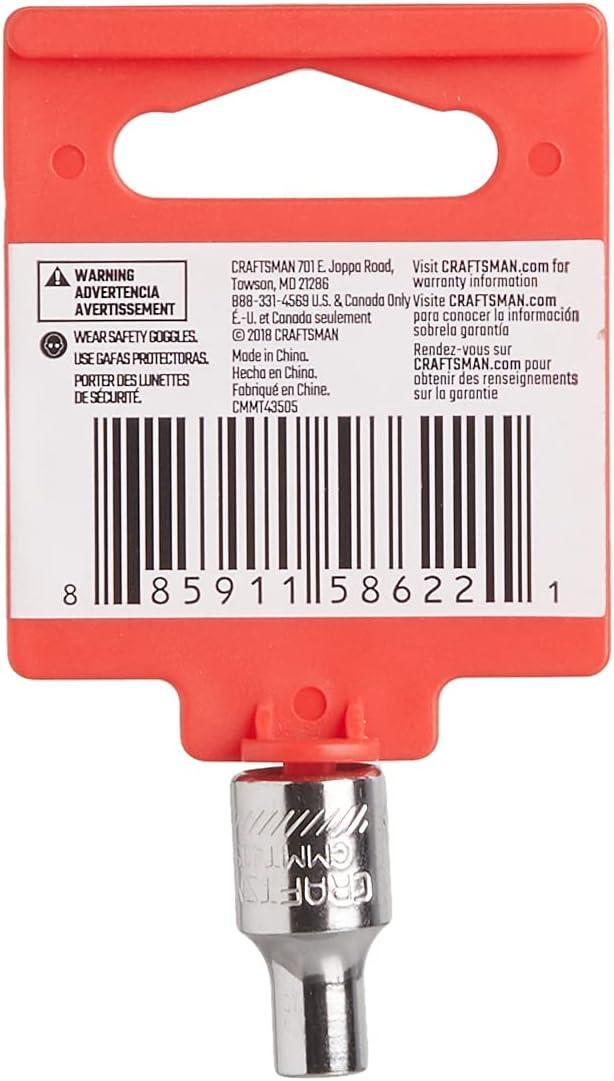 WARNING
ADVERTENCIA
AVERTISSEMENT
WEAR SAFETY GOGGLES.
USE GAFAS PROTECTORAS.
PORTER DES LUNETTES
DE SÉCURITÉ.
CRAFTSMAN 701 E. Joppa Road,
Towson, MD 21286
888-331-4569 U.S. & Canada Only
É.-U. et Canada seulement
© 2018 CRAFTSMAN
Made in China.
Hecha en China.
Fabriqué en Chine.
CMMT43505
Visit CRAFTSMAN.com for
warranty information
Visite CRAFTSMAN.com
para conocer la información
sobrela garantía
Rendez-vous sur
CRAFTSMAN.com pour
obtenir des renseignements
sur la garantie
8 85911 58622 1